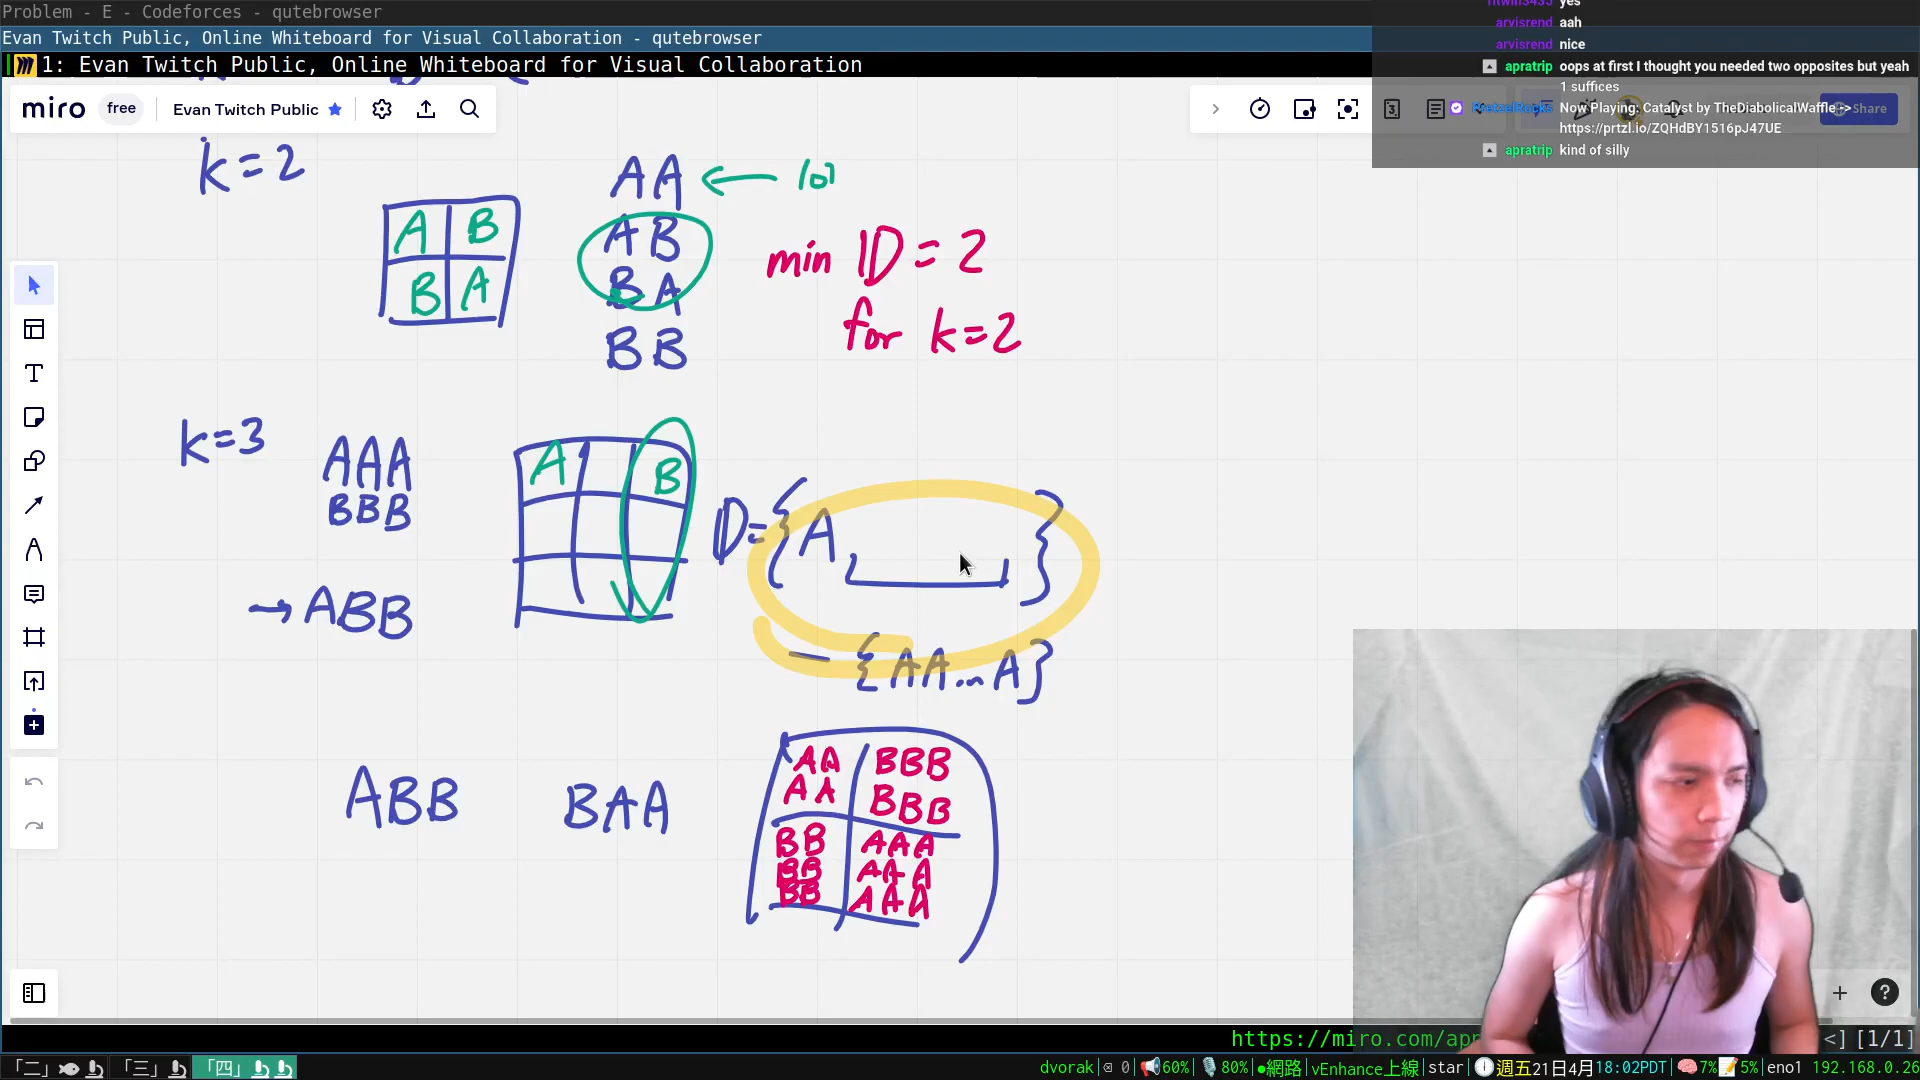 Problem - E - Codeforces - qutebrowser
Evan Twitch Public, Online Whiteboard for Visual Collaboration - qutebrowser
1: Evan Twitch Public, Online Whiteboard for Visual Collaboration
yes
arvisrend aah
arvisrend nice
apratrip oops at first I thought you needed two opposites but yeah
1 suffices
PretzelRocks Now Playing: Catalyst by TheDiabolicalWaffle ->
https://prtzl.io/ZQHdBY1516pJ47UE
apratrip kind of silly
miro free Evan Twitch Public
Share
k=2
A B
B A
AA
AB
BA
BB
min D = 2
for k=2
k=3
AAA
BBB
→ ABB
A B
D = { A }
— {AA...A}
ABB
BAA
AA BBB
AA BBB
BB AAA
BB AAA
BB AAA
https://miro.com/app
<] [1/1]
「二」
「三」
「四」
dvorak 0 60% 80% 網路 vEnhance上線 star 週五21日4月18:02PDT 7% 5% eno1 192.168.0.26